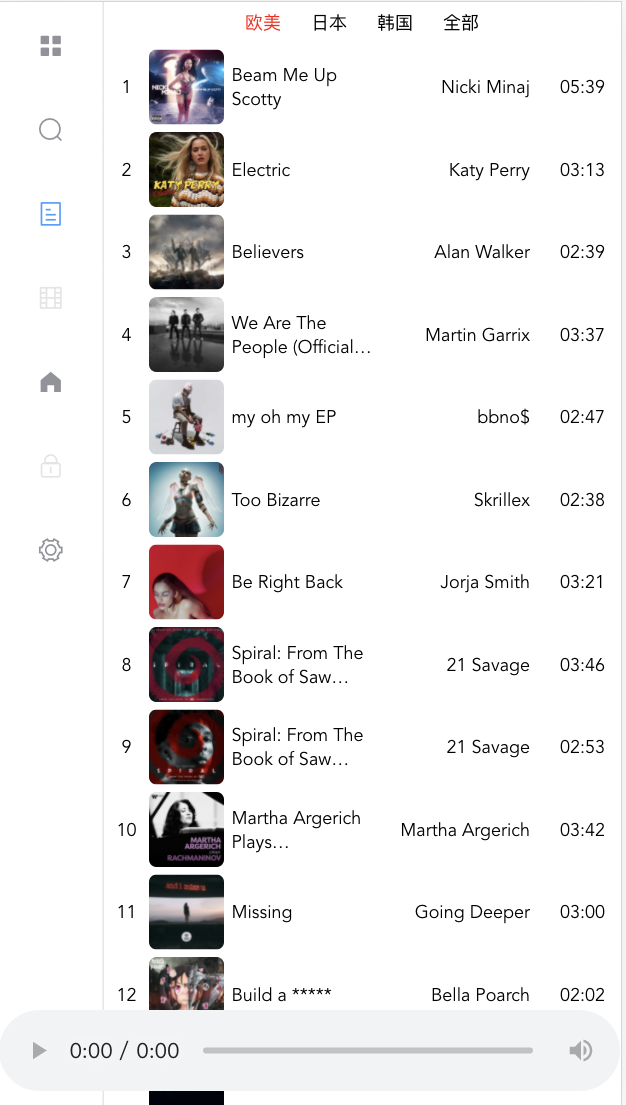 欧美 日本 韩国 全部
1 Beam Me Up Scotty Nicki Minaj 05:39
2 KATY PERRY Electric Katy Perry 03:13
3 Believers Alan Walker 02:39
4 We Are The People (Official... Martin Garrix 03:37
5 my oh my EP bbno$ 02:47
6 Too Bizarre Skrillex 02:38
7 Be Right Back Jorja Smith 03:21
8 SPIRAL Spiral: From The Book of Saw... 21 Savage 03:46
9 SPIRAL Spiral: From The Book of Saw... 21 Savage 02:53
10 MARTHA ARGERICH RACHMANINOV Martha Argerich Plays... Martha Argerich 03:42
11 Missing Going Deeper 03:00
12 Build a ***** Bella Poarch 02:02
0:00 / 0:00